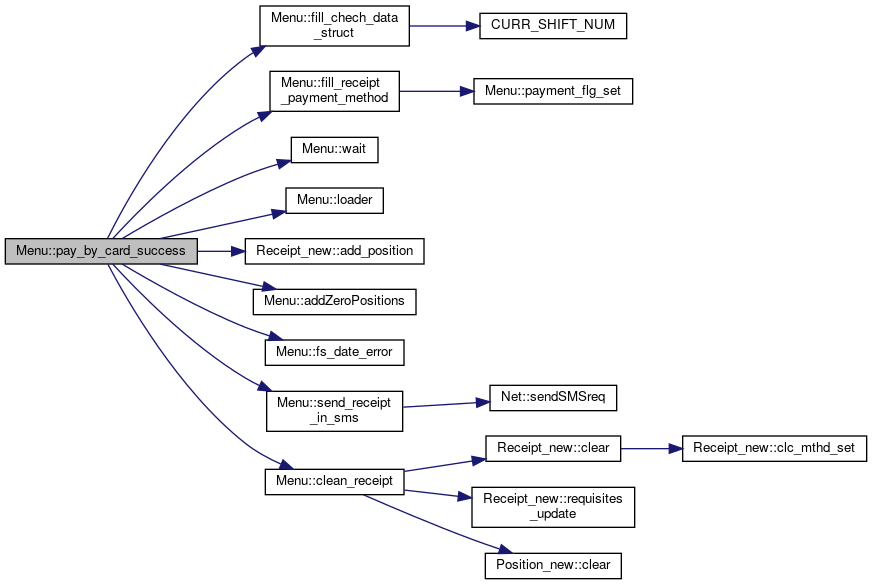 Menu::fill_chech_data
_struct
CURR_SHIFT_NUM
Menu::fill_receipt
_payment_method
Menu::payment_flg_set
Menu::wait
Menu::loader
Menu::pay_by_card_success
Receipt_new::add_position
Menu::addZeroPositions
Menu::fs_date_error
Menu::send_receipt
_in_sms
Net::sendSMSreq
Menu::clean_receipt
Receipt_new::clear
Receipt_new::clc_mthd_set
Receipt_new::requisites
_update
Position_new::clear